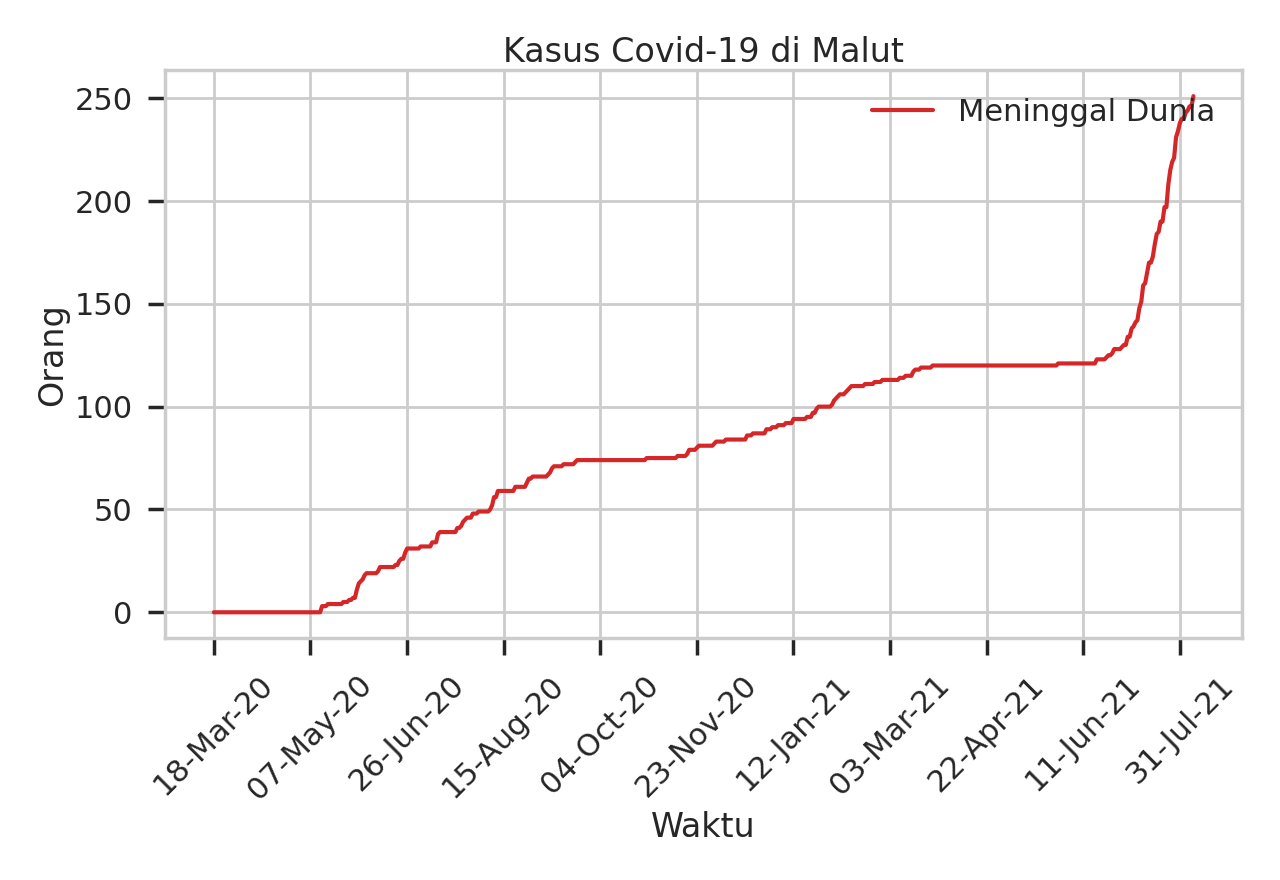 Kasus Covid-19 di Malut
Meninggal Dunia
Orang
250
200
150
100
50
0
18-Mar-20
07-May-20
26-Jun-20
15-Aug-20
04-Oct-20
23-Nov-20
12-Jan-21
03-Mar-21
22-Apr-21
11-Jun-21
31-Jul-21
Waktu